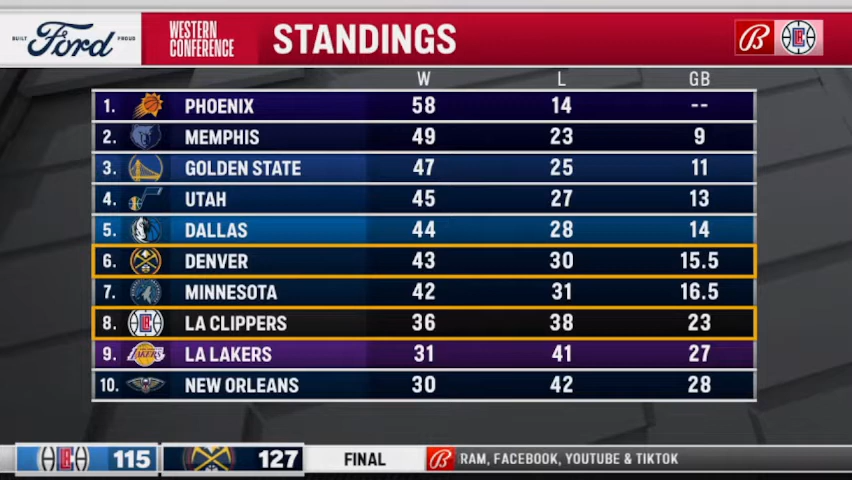 BUILT Ford PROUD
WESTERN
CONFERENCE
STANDINGS
B
W L GB
1. PHOENIX 58 14 --
2. MEMPHIS 49 23 9
3. GOLDEN STATE 47 25 11
4. UTAH 45 27 13
5. DALLAS 44 28 14
6. DENVER 43 30 15.5
7. MINNESOTA 42 31 16.5
8. LA CLIPPERS 36 38 23
9. LAKERS LA LAKERS 31 41 27
10. NEW ORLEANS 30 42 28
115 127 FINAL B RAM, FACEBOOK, YOUTUBE & TIKTOK